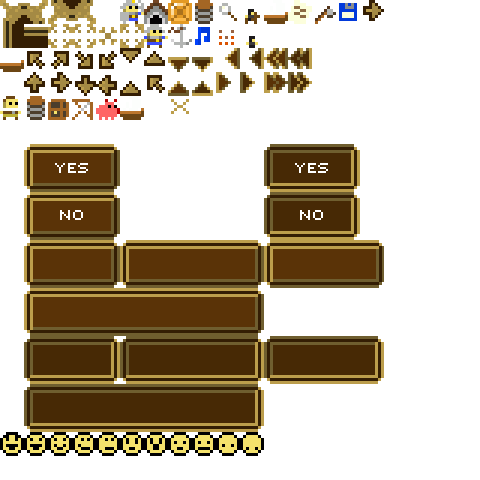 YES YES
NO NO